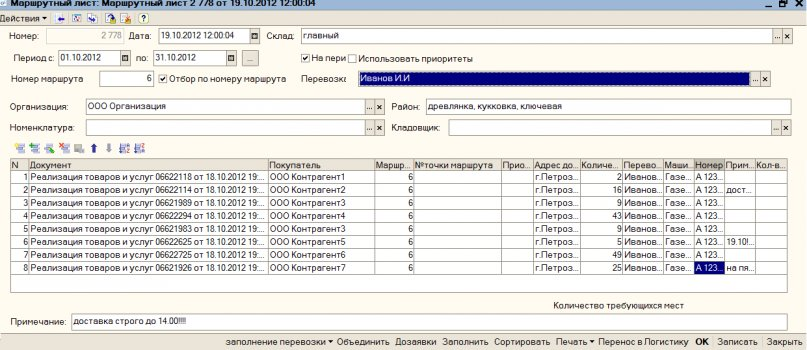 Маршрутный лист: Маршрутный лист 2 778 от 19.10.2012 12:00:04
Действия
Номер: 2 778 Дата: 19.10.2012 12:00:04 Склад: главный
Период с: 01.10.2012 по: 31.10.2012 ... На пери Использовать приоритеты
Номер маршрута 6 Отбор по номеру маршрута Перевозка Иванов И.И
Организация: ООО Организация Район: древлянка, кукковка, ключевая
Номенклатура: Кладовщик:
N Документ Покупатель Маршр... №точки маршрута Прио... Адрес до... Количе... Перево... Маши... Номер Прим... Кол-в...
1 Реализация товаров и услуг 06622118 от 18.10.2012 19:... ООО Контрагент1 6 г.Петроз... 2 Иванов... Газе... А 123...
2 Реализация товаров и услуг 06622114 от 18.10.2012 19:... ООО Контрагент2 6 г.Петроз... 16 Иванов... Газе... А 123... дост...
3 Реализация товаров и услуг 06621989 от 18.10.2012 19:... ООО Контрагент3 6 г.Петроз... 9 Иванов... Газе... А 123...
4 Реализация товаров и услуг 06622294 от 18.10.2012 19:... ООО Контрагент4 6 г.Петроз... 43 Иванов... Газе... А 123...
5 Реализация товаров и услуг 06621983 от 18.10.2012 19:... ООО Контрагент3 6 г.Петроз... 9 Иванов... Газе... А 123...
6 Реализация товаров и услуг 06622625 от 18.10.2012 19:... ООО Контрагент5 6 г.Петроз... 5 Иванов... Газе... А 123... 19.10!...
7 Реализация товаров и услуг 06622725 от 18.10.2012 19:... ООО Контрагент6 6 г.Петроз... 49 Иванов... Газе... А 123...
8 Реализация товаров и услуг 06621926 от 18.10.2012 19:... ООО Контрагент7 6 г.Петроз... 25 Иванов... Газе... А 123... на пя...
Количество требующихся мест
Примечание: доставка строго до 14.00!!!!
заполнение перевозки Объединить Дозаявки Заполнить Сортировать Печать Перенос в Логистику ОК Записать Закрыть